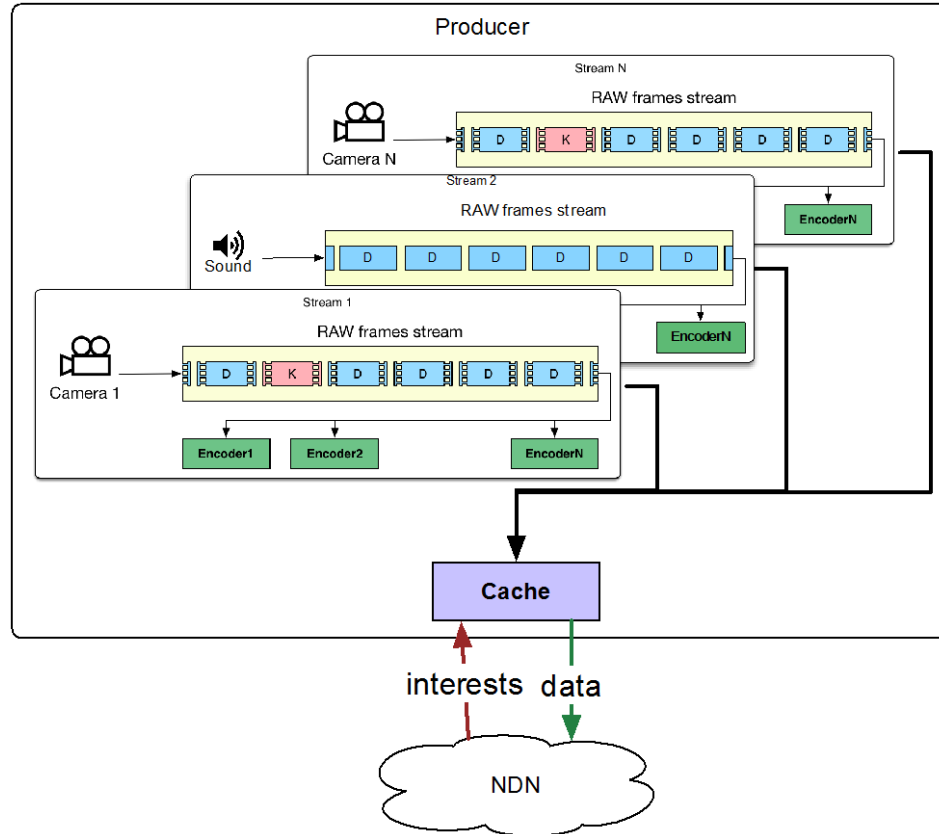 Producer
Stream N
RAW frames stream
D K D D D D
Camera N
EncoderN
Stream 2
RAW frames stream
D D D D D D
Sound
EncoderN
Stream 1
RAW frames stream
D K D D D D
Camera 1
Encoder1 Encoder2 EncoderN
Cache
interests data
NDN